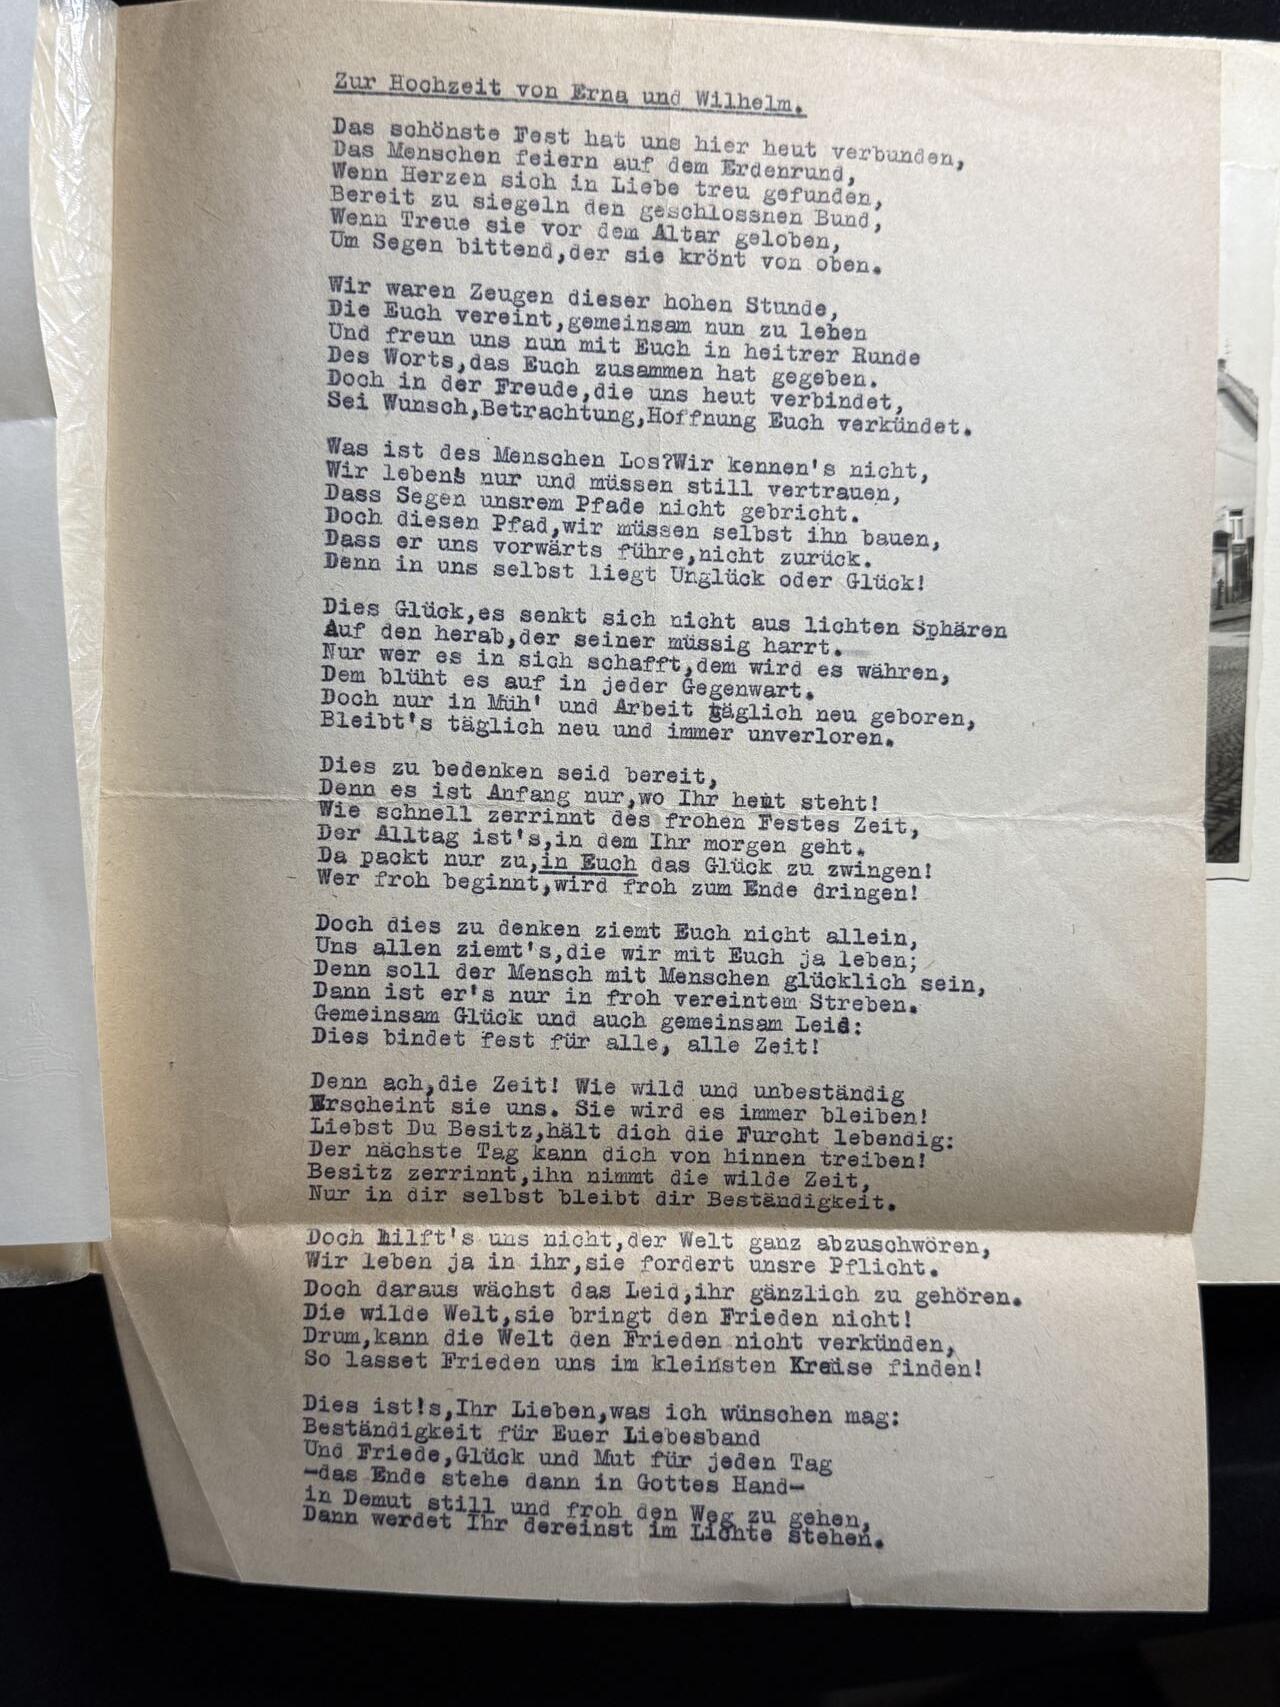 Zur Hochzeit von Erna und Wilhelm.
Das schönste Fest hat uns hier heut verbunden,
Das Menschen feiern auf dem Erdenrund,
Wenn Herzen sich in Liebe treu gefunden,
Bereit zu siegeln den geschlossnen Bund,
Wenn Treue sie vor dem Altar geloben,
Um Segen bittend,der sie krönt von oben.
Wir waren Zeugen dieser hohen Stunde,
Die Euch vereint,gemeinsam nun zu leben
Und freun uns nun mit Euch in heitrer Runde
Des Worts,das Euch zusammen hat gegeben.
Doch in der Freude,die uns heut verbindet,
Sei Wunsch,Betrachtung,Hoffnung Euch verkündet.
Was ist des Menschen Los?Wir kennen's nicht,
Wir leben's nur und müssen still vertrauen,
Dass Segen unsrem Pfade nicht gebricht.
Doch diesen Pfad,wir müssen selbst ihn bauen,
Dass er uns vorwärts führe,nicht zurück.
Denn in uns selbst liegt Unglück oder Glück!
Dies Glück,es senkt sich nicht aus lichten Sphären
Auf den herab,der seiner müssig harrt.
Nur wer es in sich schafft,dem wird es währen,
Dem blüht es auf in jeder Gegenwart.
Doch nur in Müh' und Arbeit täglich neu geboren,
Bleibt's täglich neu und immer unverloren.
Dies zu bedenken seid bereit,
Denn es ist Anfang nur,wo Ihr heut steht!
Wie schnell zerrinnt des frohen Festes Zeit,
Der Alltag ist's,in dem Ihr morgen geht.
Da packt nur zu,in Euch das Glück zu zwingen!
Wer froh beginnt,wird froh zum Ende dringen!
Doch dies zu denken ziemt Euch nicht allein,
Uns allen ziemt's,die wir mit Euch ja leben;
Denn soll der Mensch mit Menschen glücklich sein,
Dann ist er's nur in froh vereintem Streben.
Gemeinsam Glück und auch gemeinsam Leid:
Dies bindet fest für alle, alle Zeit!
Denn ach,die Zeit! Wie wild und unbeständig
Erscheint sie uns. Sie wird es immer bleiben!
Liebst Du Besitz,hält dich die Furcht lebendig:
Der nächste Tag kann dich von hinnen treiben!
Besitz zerrinnt,ihn nimmt die wilde Zeit,
Nur in dir selbst bleibt dir Beständigkeit.
Doch hilft's uns nicht,der Welt ganz abzuschwören,
Wir leben ja in ihr,sie fordert unsre Pflicht.
Doch daraus wächst das Leid,ihr gänzlich zu gehören.
Die wilde Welt,sie bringt den Frieden nicht!
Drum,kann die Welt den Frieden nicht verkünden,
So lasset Frieden uns im kleinsten Kreise finden!
Dies ist!s,Ihr Lieben,was ich wünschen mag:
Beständigkeit für Euer Liebesband
Und Friede,Glück und Mut für jeden Tag
-das Ende stehe dann in Gottes Hand-
in Demut still und froh den Weg zu gehen,
Dann werdet Ihr dereinst im Lichte stehen.